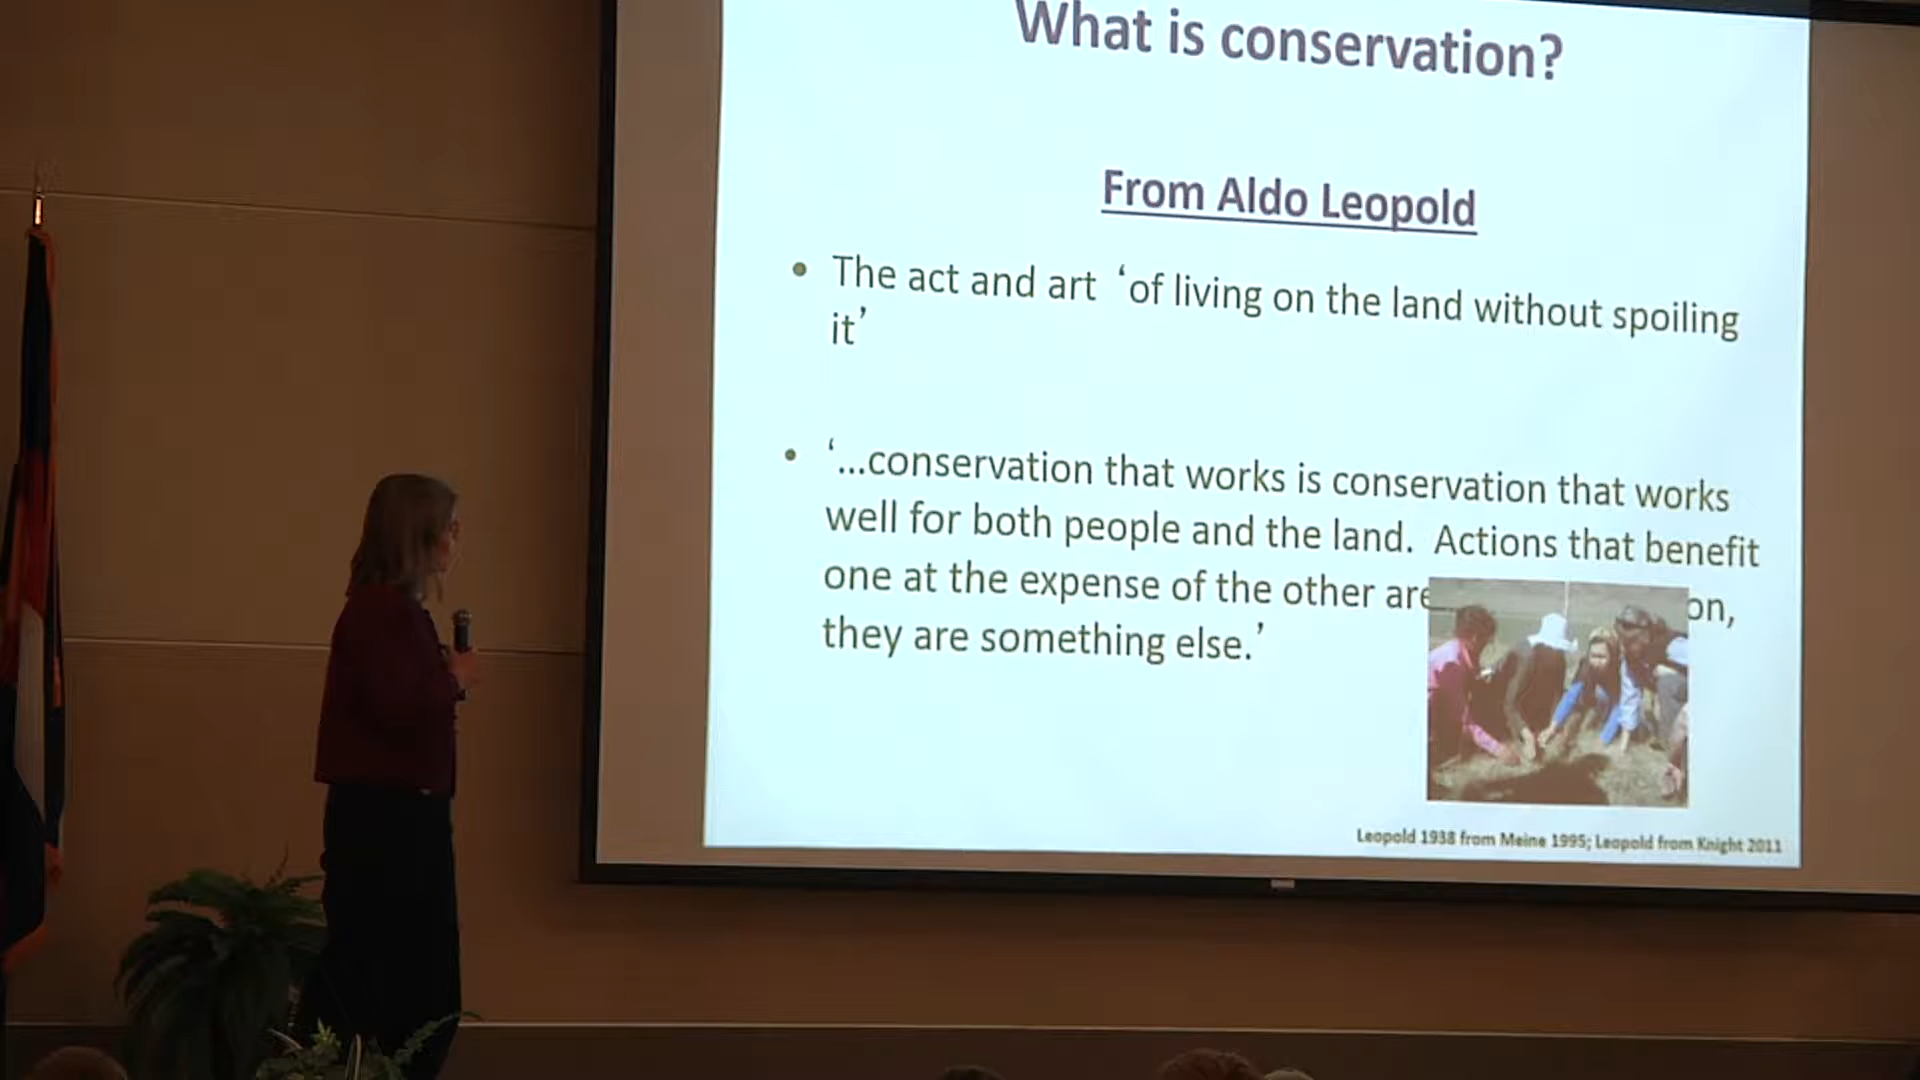 What is conservation?
From Aldo Leopold
• The act and art ‘of living on the land without spoiling
it’
• ‘...conservation that works is conservation that works
well for both people and the land. Actions that benefit
one at the expense of the other are on,
they are something else.’
Leopold 1938 from Meine 1995; Leopold from Knight 2011